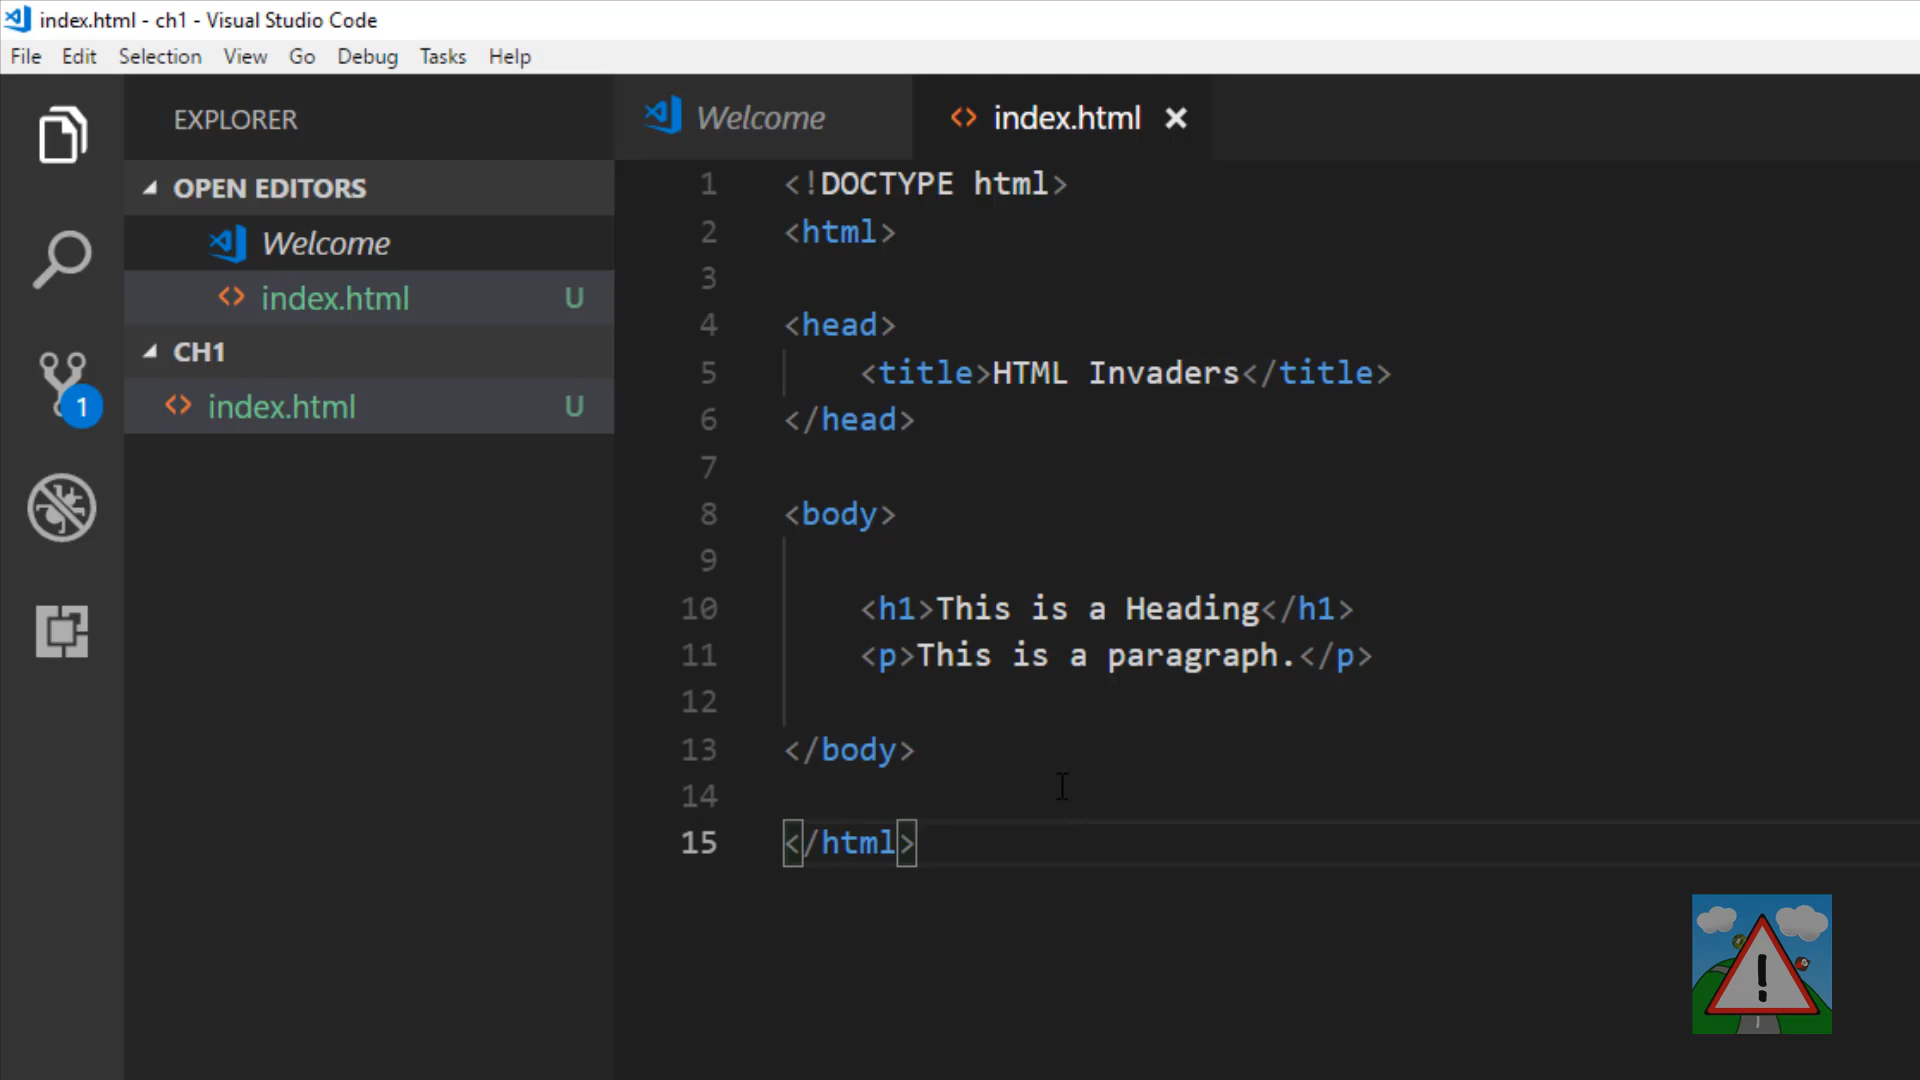 index.html - ch1 - Visual Studio Code
File Edit Selection View Go Debug Tasks Help
EXPLORER
OPEN EDITORS
Welcome
index.html U
CH1
index.html U
1
Welcome
index.html
1 <!DOCTYPE html>
2 <html>
3
4 <head>
5 <title>HTML Invaders</title>
6 </head>
7
8 <body>
9
10 <h1>This is a Heading</h1>
11 <p>This is a paragraph.</p>
12
13 </body>
14
15 </html>
!